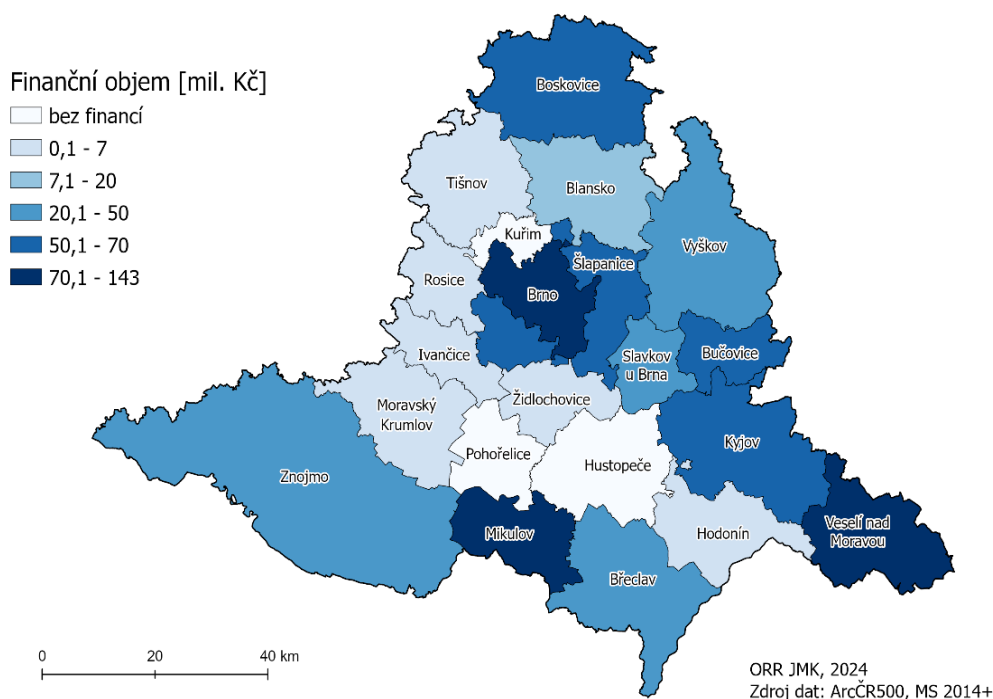 Finanční objem [mil. Kč]
bez financí
0,1 - 7
7,1 - 20
20,1 - 50
50,1 - 70
70,1 - 143
Boskovice
Tišnov
Blansko
Kuřim
Vyškov
Šlapanice
Rosice
Brno
Ivančice
Slavkov
u Brna
Bučovice
Moravský
Krumlov
Židlochovice
Kyjov
Pohořelice
Hustopeče
Znojmo
Mikulov
Hodonín
Veselí nad
Moravou
Břeclav
0 20 40 km
ORR JMK, 2024
Zdroj dat: ArcČR500, MS 2014+